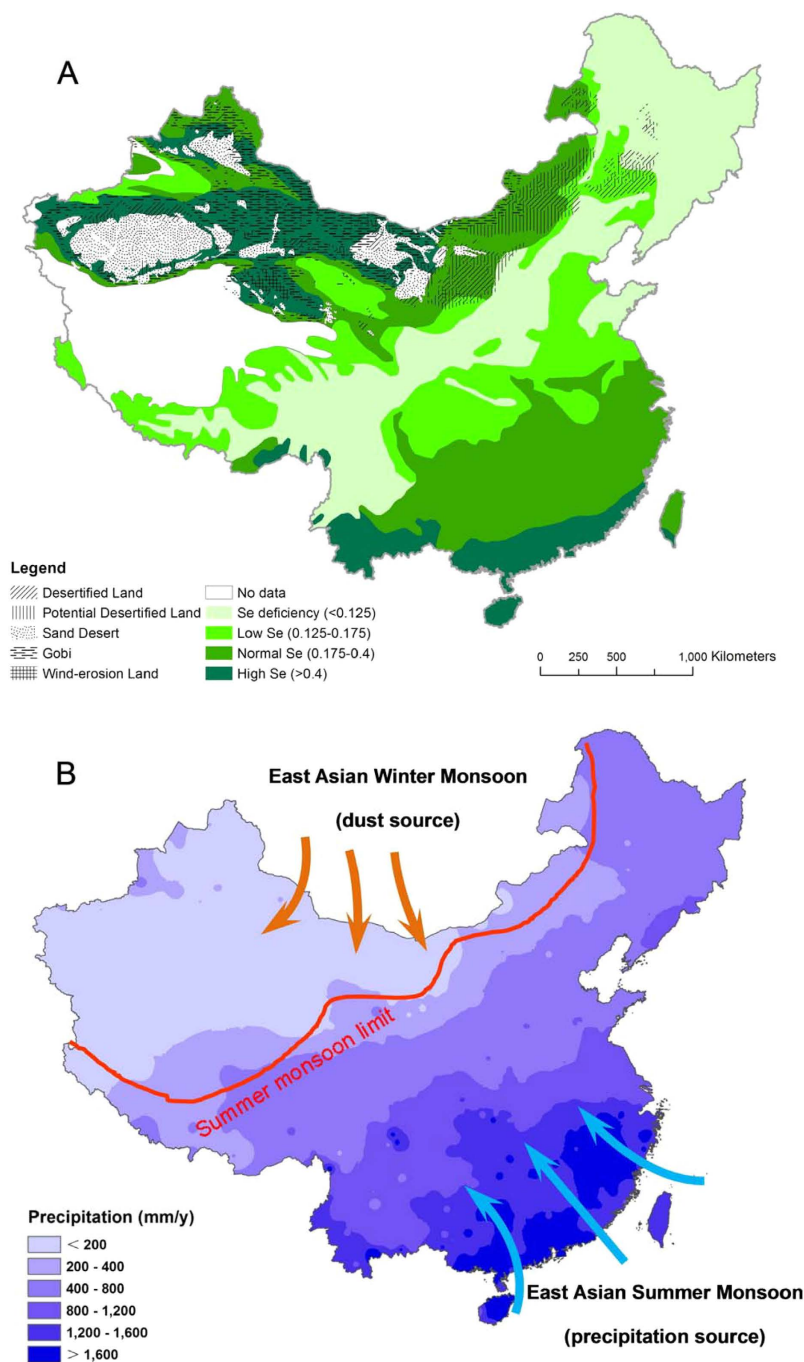 A
Legend
Desertified Land
Potential Desertified Land
Sand Desert
Gobi
Wind-erosion Land
No data
Se deficiency (<0.125)
Low Se (0.125-0.175)
Normal Se (0.175-0.4)
High Se (>0.4)
0 250 500 1,000 Kilometers
B
East Asian Winter Monsoon
(dust source)
Summer monsoon limit
Precipitation (mm/y)
< 200
200 - 400
400 - 800
800 - 1,200
1,200 - 1,600
> 1,600
East Asian Summer Monsoon
(precipitation source)